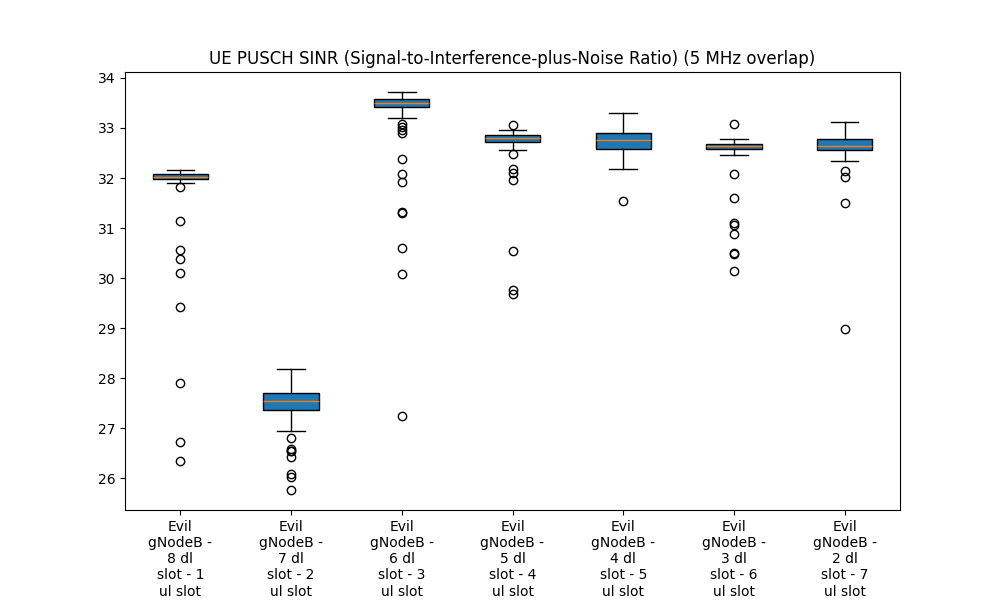 UE PUSCH SINR (Signal-to-Interference-plus-Noise Ratio) (5 MHz overlap)
34
33
32
31
30
29
28
27
26
Evil
gNodeB -
8 dl
slot - 1
ul slot
Evil
gNodeB -
7 dl
slot - 2
ul slot
Evil
gNodeB -
6 dl
slot - 3
ul slot
Evil
gNodeB -
5 dl
slot - 4
ul slot
Evil
gNodeB -
4 dl
slot - 5
ul slot
Evil
gNodeB -
3 dl
slot - 6
ul slot
Evil
gNodeB -
2 dl
slot - 7
ul slot